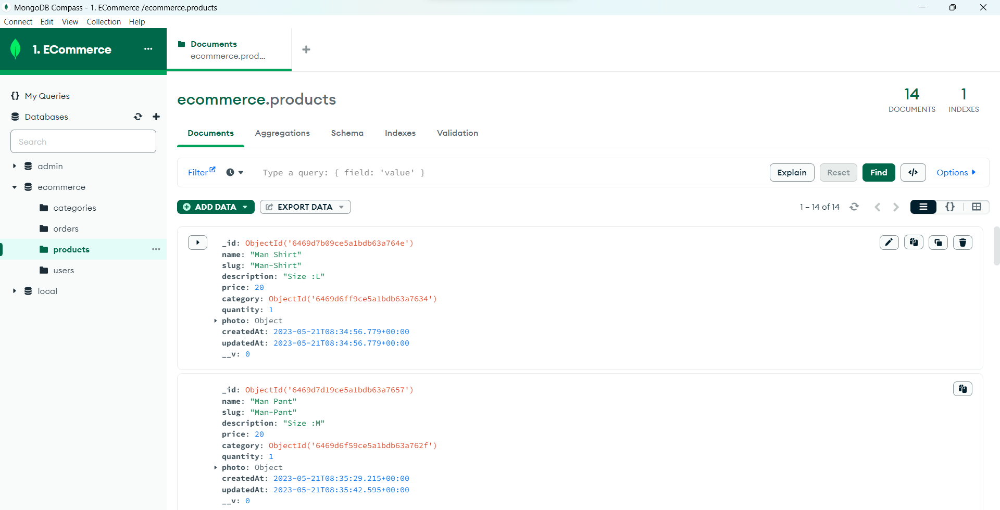 MongoDB Compass - 1. ECommerce /ecommerce.products
Connect Edit View Collection Help
1. ECommerce ...
Documents
ecommerce.prod...
+
{} My Queries
Databases
Search
admin
ecommerce
categories
orders
products ...
users
local
ecommerce.products
14
DOCUMENTS
1
INDEXES
Documents Aggregations Schema Indexes Validation
Filter Type a query: { field: 'value' } Explain Reset Find </> Options
ADD DATA EXPORT DATA 1 – 14 of 14 {}
_id: ObjectId('6469d7b09ce5a1bdb63a764e')
name: "Man Shirt"
slug: "Man-Shirt"
description: "Size :L"
price: 20
category: ObjectId('6469d6ff9ce5a1bdb63a7634')
quantity: 1
photo: Object
createdAt: 2023-05-21T08:34:56.779+00:00
updatedAt: 2023-05-21T08:34:56.779+00:00
__v: 0
_id: ObjectId('6469d7d19ce5a1bdb63a7657')
name: "Man Pant"
slug: "Man-Pant"
description: "Size :M"
price: 20
category: ObjectId('6469d6f59ce5a1bdb63a762f')
quantity: 1
photo: Object
createdAt: 2023-05-21T08:35:29.215+00:00
updatedAt: 2023-05-21T08:35:42.595+00:00
__v: 0